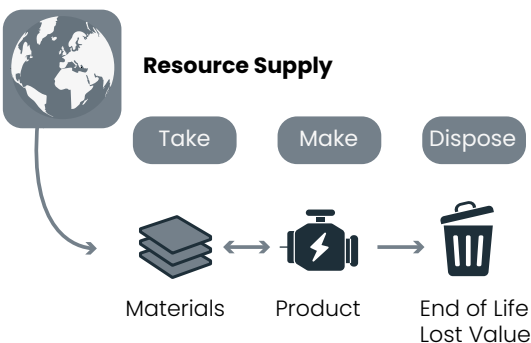 Resource Supply
Take
Make
Dispose
Materials
Product
End of Life
Lost Value